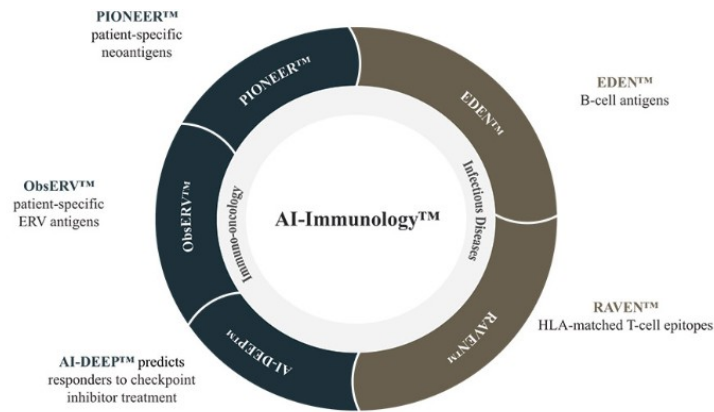 PIONEER™
patient-specific
neoantigens
PIONEER™
EDEN™
EDEN™
B-cell antigens
ObsERV™
patient-specific
ERV antigens
ObsERV™
Immuno-oncology
AI-Immunology™
Infectious Diseases
RAVEN™
HLA-matched T-cell epitopes
RAVEN™
AI-DEEP™ predicts
responders to checkpoint
inhibitor treatment
AI-DEEP™